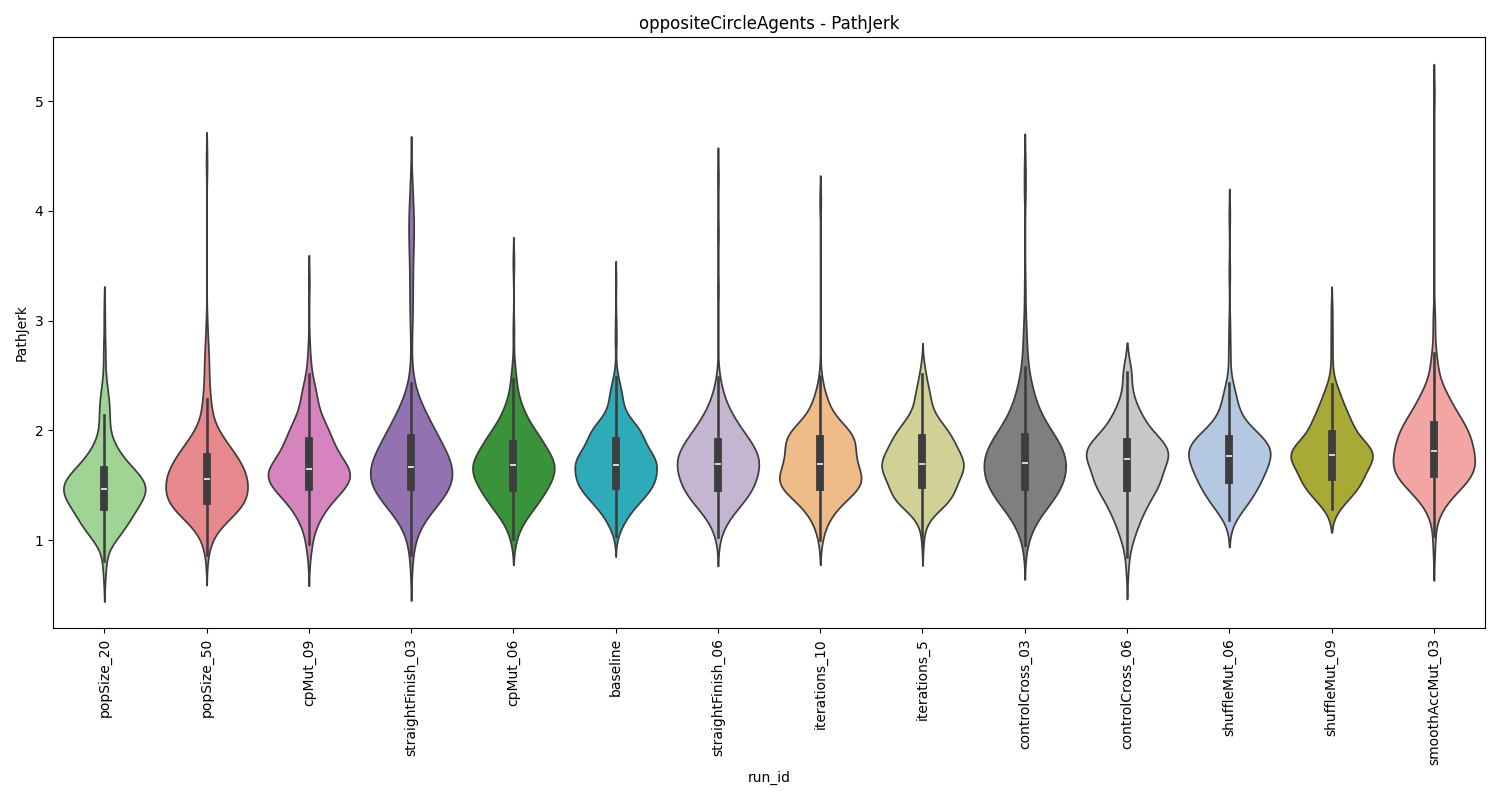 oppositeCircleAgents - PathJerk
PathJerk
5
4
3
2
1
popSize_20
popSize_50
cpMut_09
straightFinish_03
cpMut_06
baseline
straightFinish_06
iterations_10
iterations_5
controlCross_03
controlCross_06
shuffleMut_06
shuffleMut_09
smoothAccMut_03
run_id